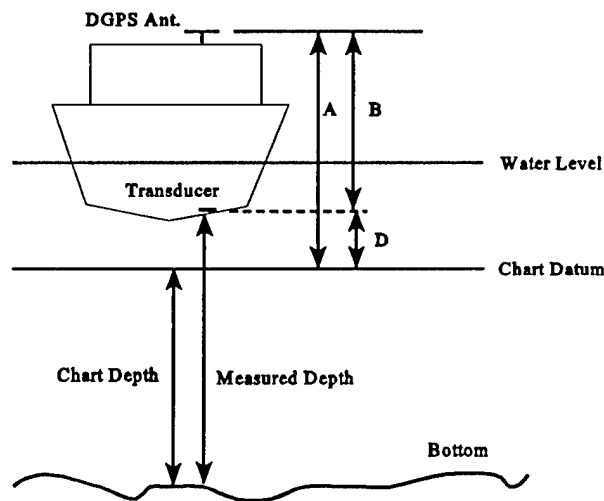 DGPS Ant.
A
B
Water Level
Transducer
D
Chart Datum
Chart Depth
Measured Depth
Bottom